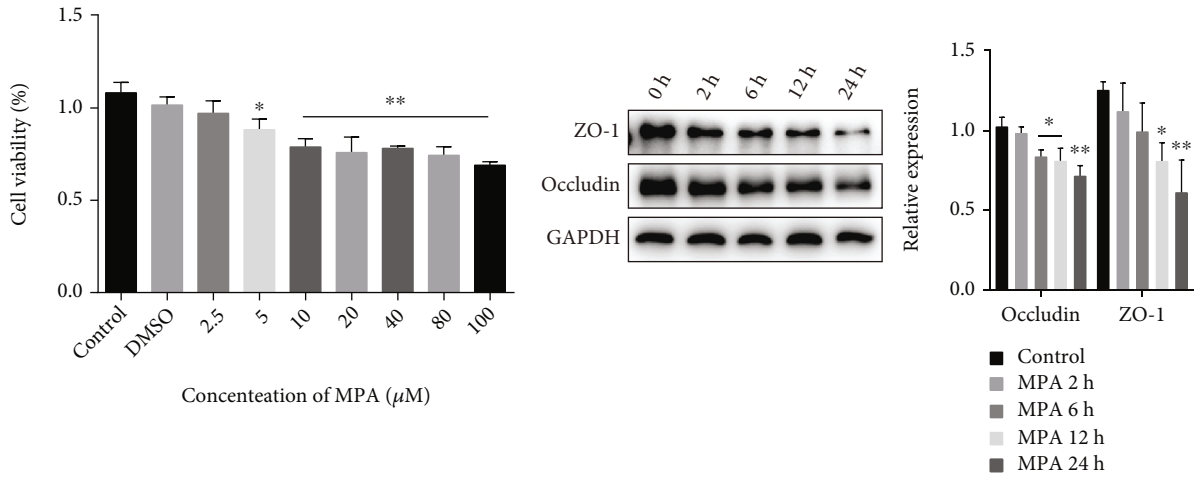 Cell viability (%)
1.5
1.0
0.5
0.0
*
**
Control
DMSO
2.5
5
10
20
40
80
100
Concenteation of MPA (μM)
0 h
2 h
6 h
12 h
24 h
ZO-1
Occludin
GAPDH
Relative expression
1.5
1.0
0.5
0.0
*
**
*
**
Occludin
ZO-1
Control
MPA 2 h
MPA 6 h
MPA 12 h
MPA 24 h